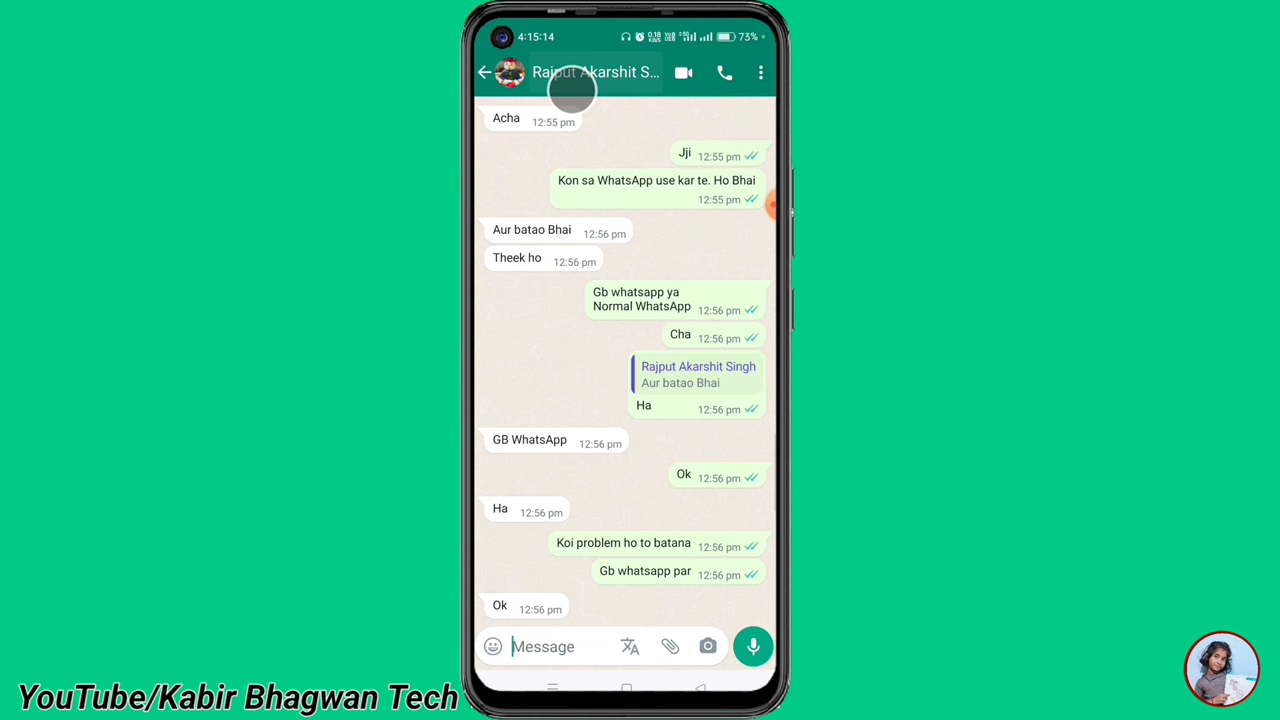 4:15:14
73%
Rajput Akarshit S...
Acha 12:55 pm
Jji 12:55 pm
Kon sa WhatsApp use kar te. Ho Bhai
12:55 pm
Aur batao Bhai 12:56 pm
Theek ho 12:56 pm
Gb whatsapp ya
Normal WhatsApp 12:56 pm
Cha 12:56 pm
Rajput Akarshit Singh
Aur batao Bhai
Ha 12:56 pm
GB WhatsApp 12:56 pm
Ok 12:56 pm
Ha 12:56 pm
Koi problem ho to batana 12:56 pm
Gb whatsapp par 12:56 pm
Ok 12:56 pm
Message
YouTube/Kabir Bhagwan Tech